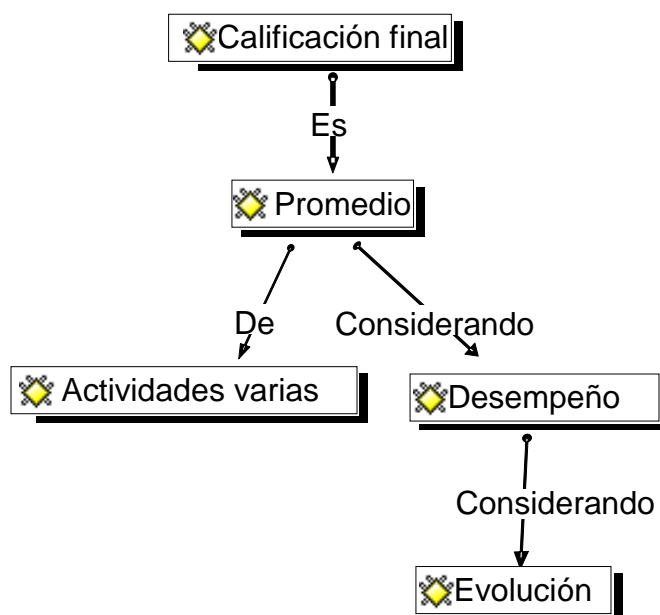 Calificación final
Es
Promedio
De
Considerando
Actividades varias
Desempeño
Considerando
Evolución